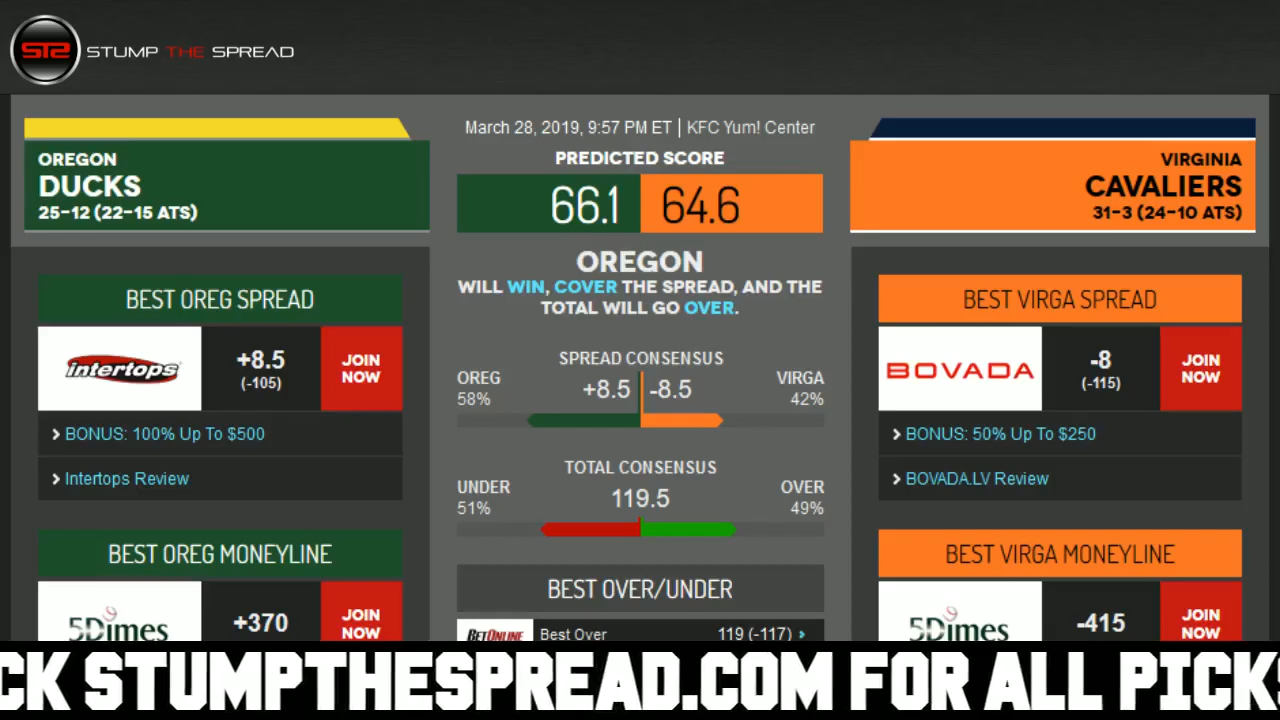 STS STUMP THE SPREAD
March 28, 2019, 9:57 PM ET | KFC Yum! Center
OREGON
DUCKS
25-12 (22-15 ATS)
PREDICTED SCORE
66.1 64.6
VIRGINIA
CAVALIERS
31-3 (24-10 ATS)
OREGON
WILL WIN, COVER THE SPREAD, AND THE
TOTAL WILL GO OVER.
BEST OREG SPREAD
intertops
+8.5
(-105)
JOIN
NOW
BONUS: 100% Up To $500
Intertops Review
SPREAD CONSENSUS
OREG
58%
+8.5 -8.5
VIRGA
42%
TOTAL CONSENSUS
UNDER
51%
119.5
OVER
49%
BEST VIRGA SPREAD
BOVADA
-8
(-115)
JOIN
NOW
BONUS: 50% Up To $250
BOVADA.LV Review
BEST OREG MONEYLINE
5Dimes
+370
JOIN
NOW
BEST OVER/UNDER
BETONLINE Best Over 119 (-117)
BEST VIRGA MONEYLINE
5Dimes
-415
JOIN
NOW
CK STUMPTHESPREAD.COM FOR ALL PICKS